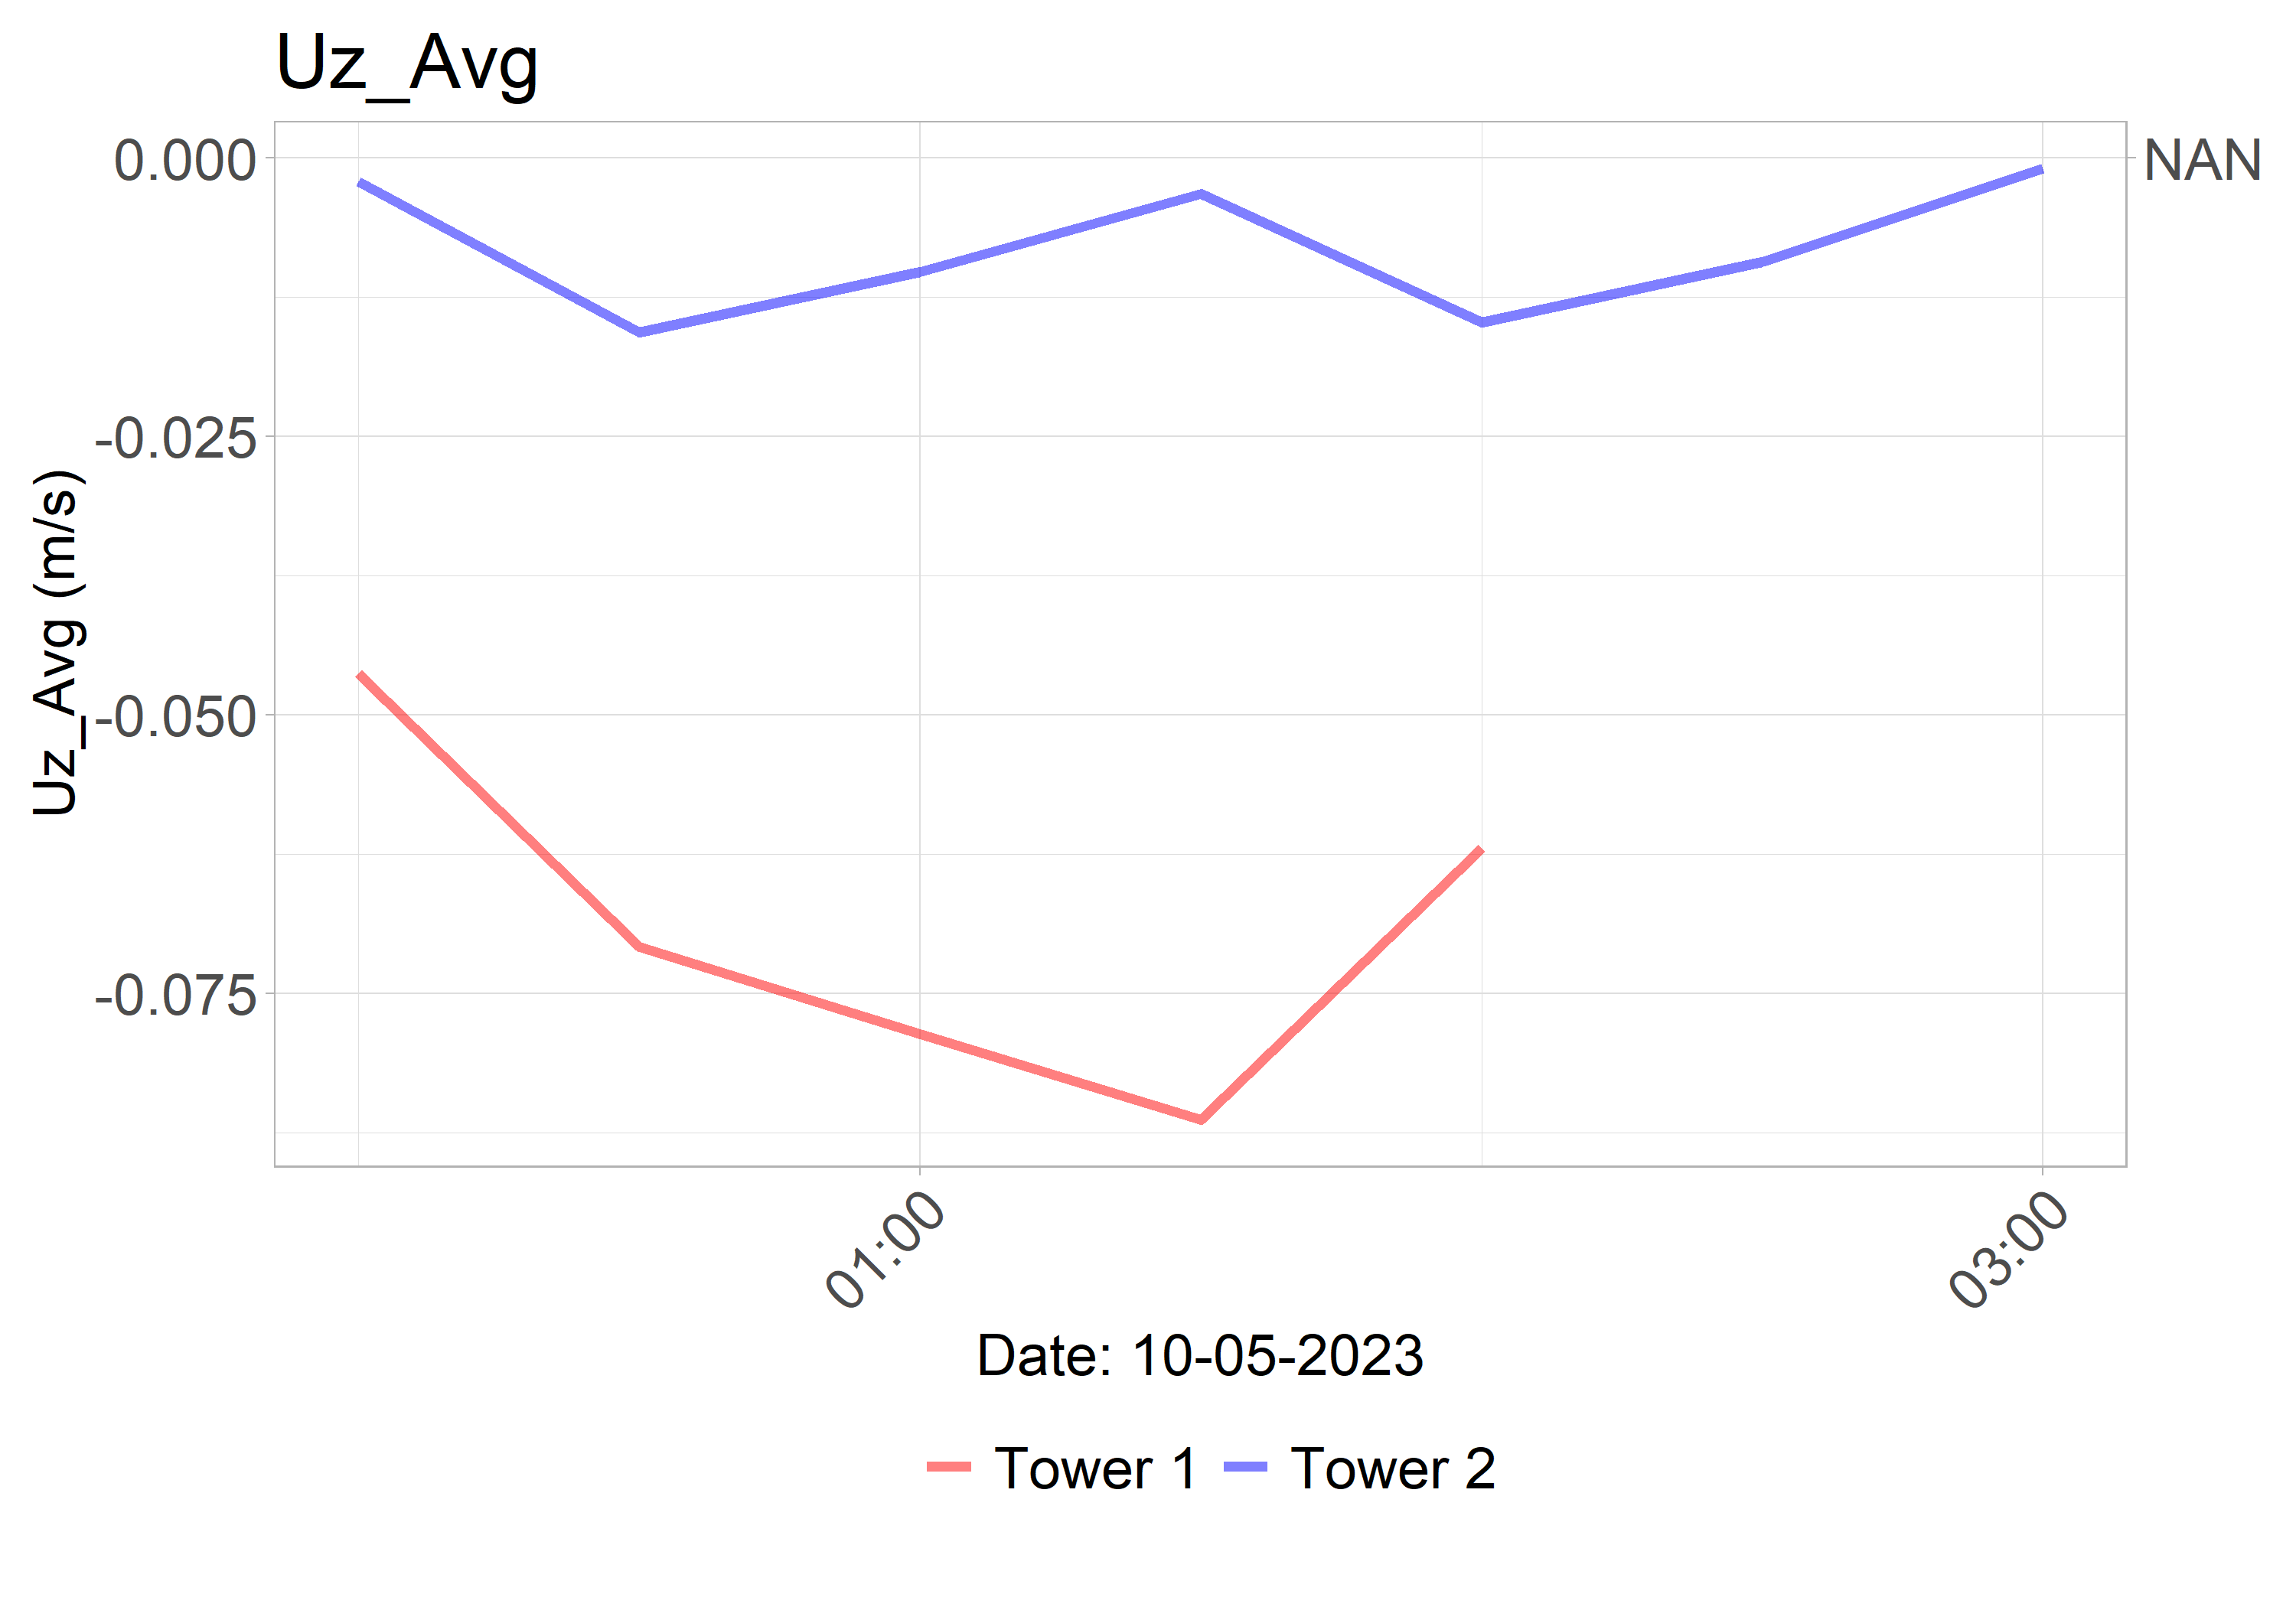 Uz_Avg
0.000
NAN
-0.025
-0.050
-0.075
Uz_Avg (m/s)
01:00
03:00
Date: 10-05-2023
Tower 1
Tower 2